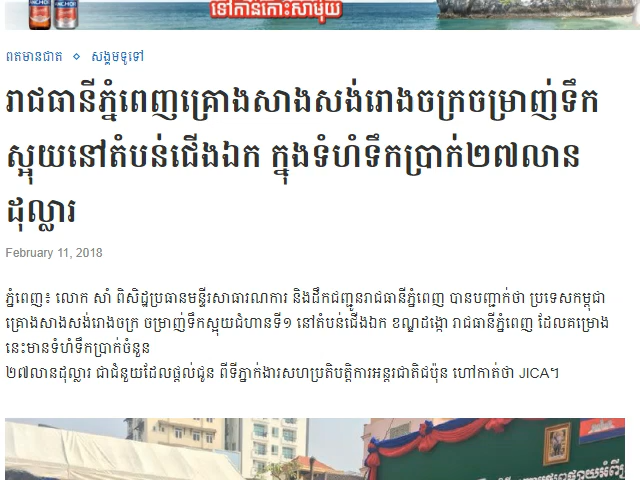 ANCHOR
ទៅកាន់កោះសាមុយ
ពតមានជាត ◇ សង្គមទូទៅ
រាជធានីភ្នំពេញគ្រោងសាងសង់រោងចក្រចម្រាញ់ទឹក
ស្អុយនៅតំបន់ជើងឯក ក្នុងទំហំទឹកប្រាក់២៧លាន
ដុល្លារ
February 11, 2018
ភ្នំពេញ៖ លោក សាំ ពិសិដ្ឋប្រធានមន្ទីរសាធារណការ និងដឹកជញ្ជូនរាជធានីភ្នំពេញ បានបញ្ជាក់ថា ប្រទេសកម្ពុជា
គ្រោងសាងសង់រោងចក្រ ចម្រាញ់ទឹកស្អុយជំហានទី១ នៅតំបន់ជើងឯក ខណ្ឌដង្កោ រាជធានីភ្នំពេញ ដែលគម្រោង
នេះមានទំហំទឹកប្រាក់ចំនួន
២៧លានដុល្លារ ជាជំនួយដែលផ្តល់ជូន ពីទីភ្នាក់ងារសហប្រតិបត្តិការអន្តរជាតិជប៉ុន ហៅកាត់ថា JICA។